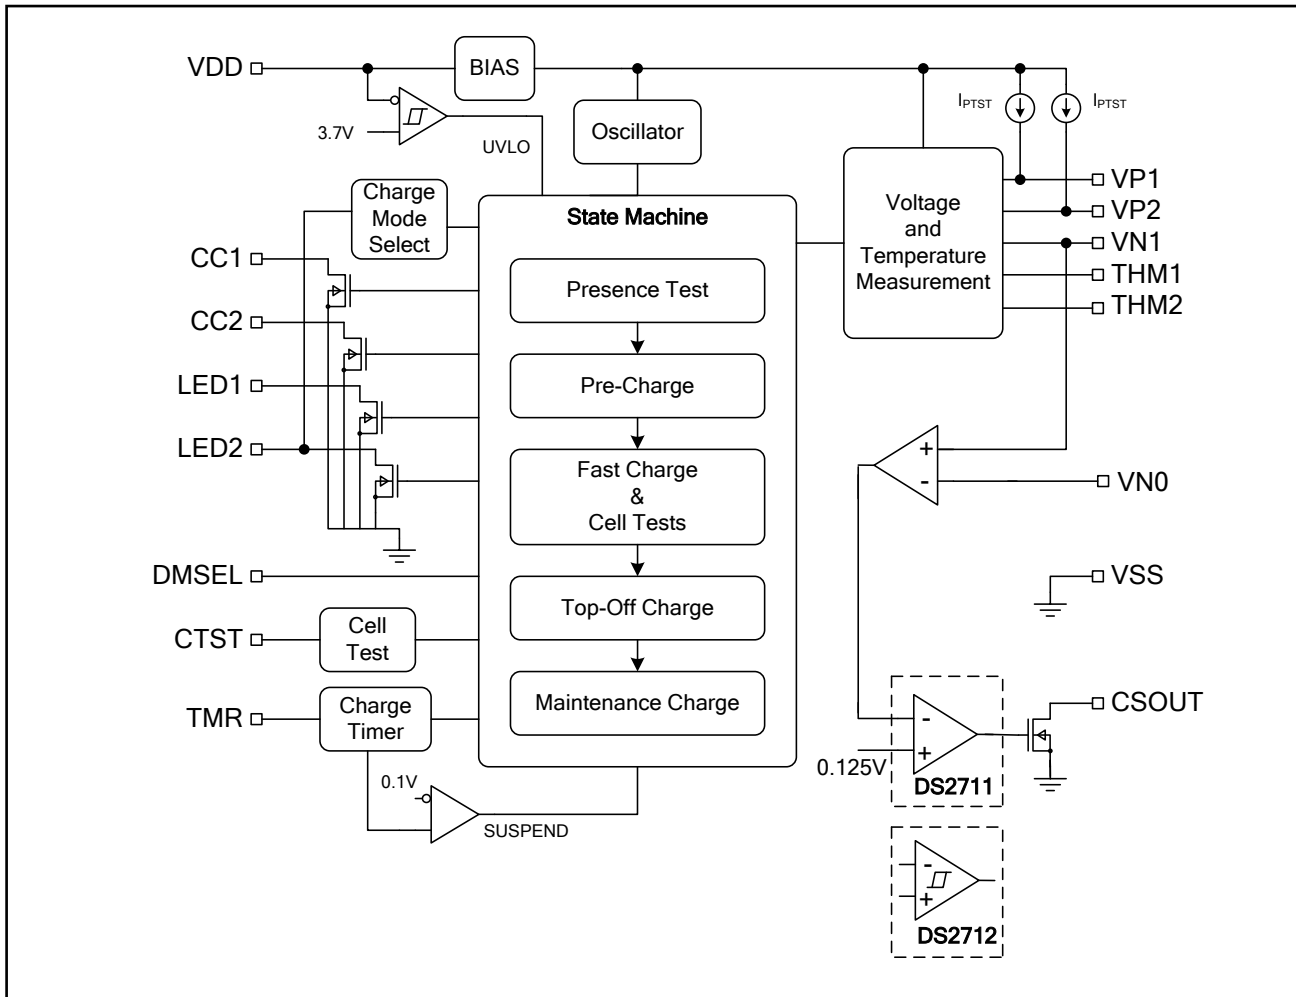 VDD
BIAS
3.7V
UVLO
Oscillator
I_PTST
I_PTST
Charge
Mode
Select
State Machine
Voltage
and
Temperature
Measurement
VP1
VP2
VN1
THM1
THM2
CC1
CC2
LED1
LED2
Presence Test
Pre-Charge
Fast Charge
&
Cell Tests
Top-Off Charge
Maintenance Charge
+
-
VN0
DMSEL
VSS
CTST
Cell
Test
TMR
Charge
Timer
0.1V
SUSPEND
-
+
0.125V
DS2711
CSOUT
-
+
DS2712